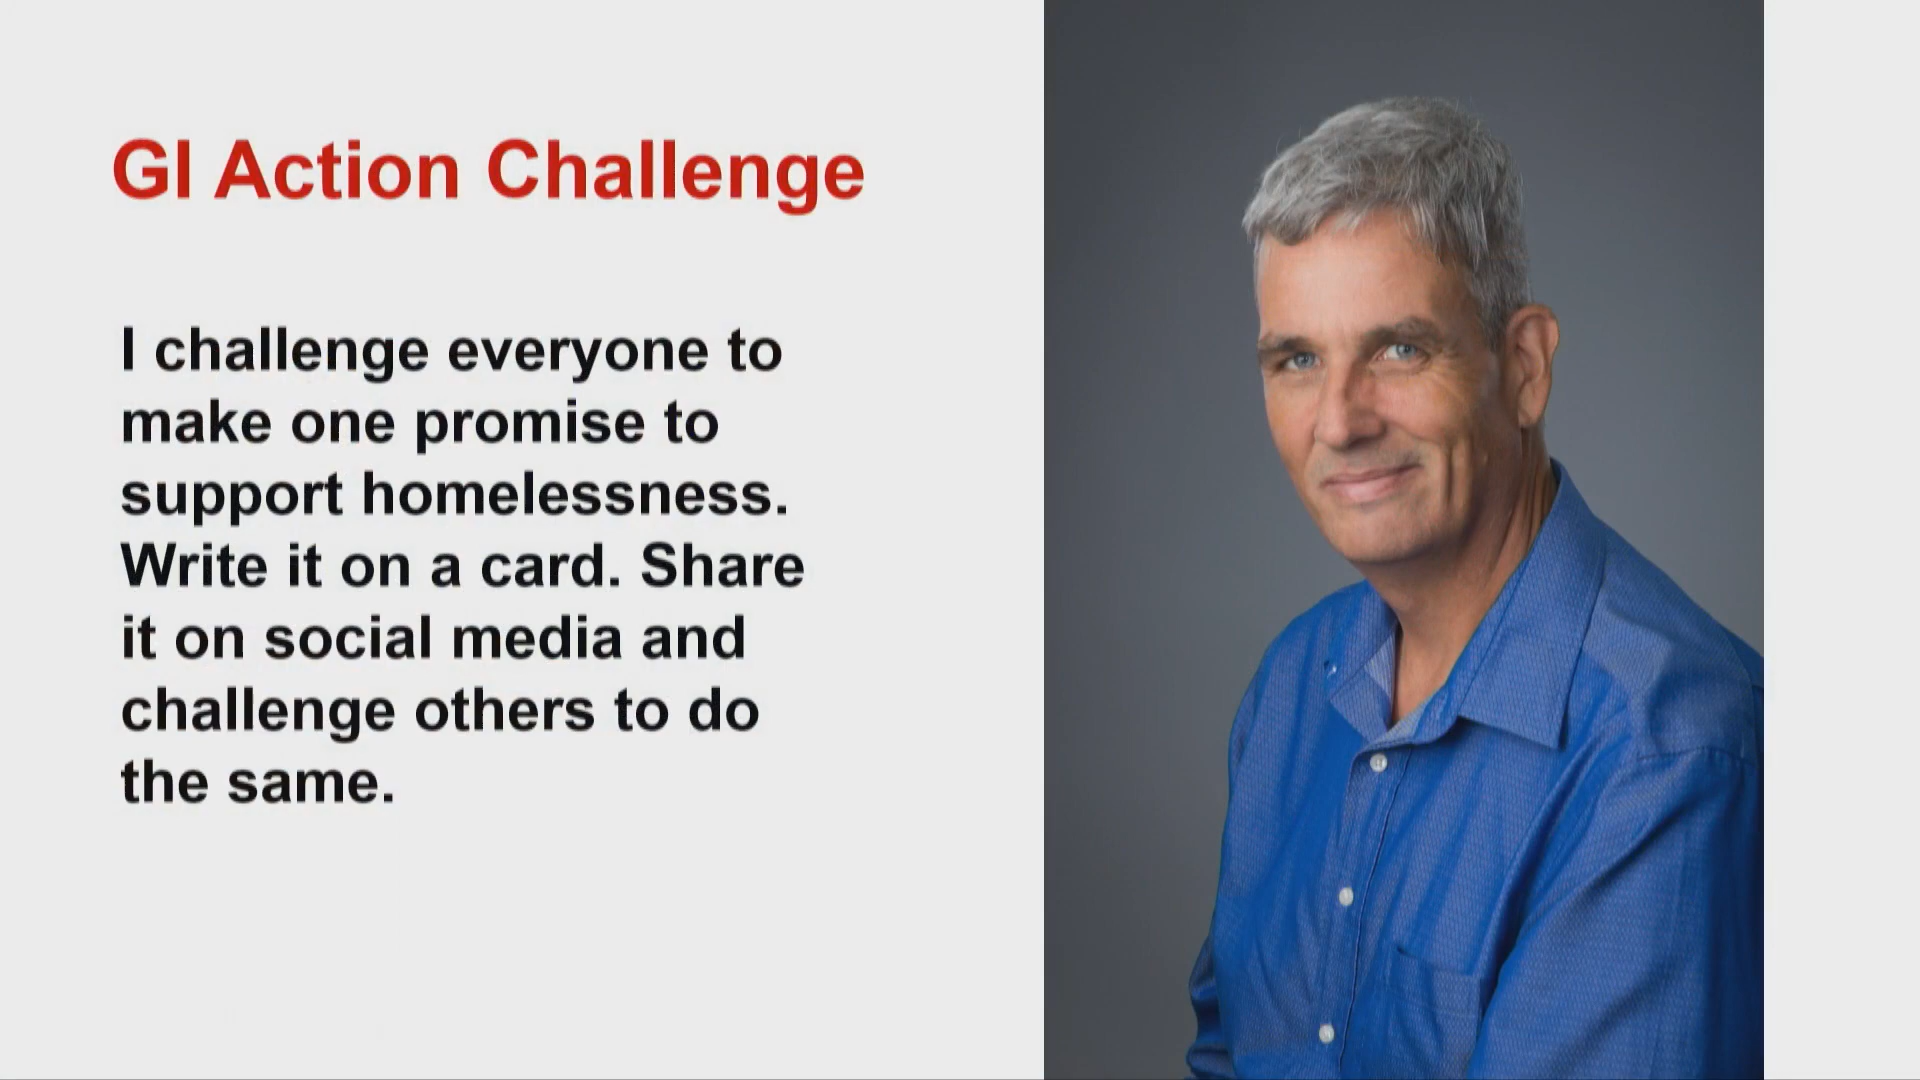 GI Action Challenge
I challenge everyone to
make one promise to
support homelessness.
Write it on a card. Share
it on social media and
challenge others to do
the same.